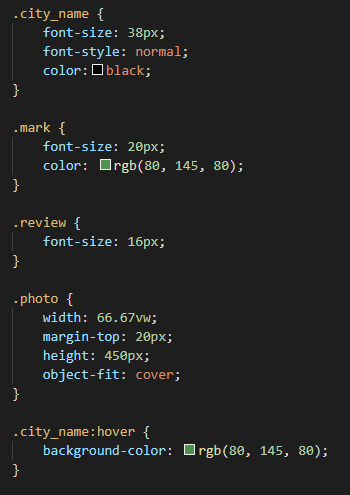 .city_name {
    font-size: 38px;
    font-style: normal;
    color: black;
}

.mark {
    font-size: 20px;
    color: rgb(80, 145, 80);
}

.review {
    font-size: 16px;
}

.photo {
    width: 66.67vw;
    margin-top: 20px;
    height: 450px;
    object-fit: cover;
}

.city_name:hover {
    background-color: rgb(80, 145, 80);
}